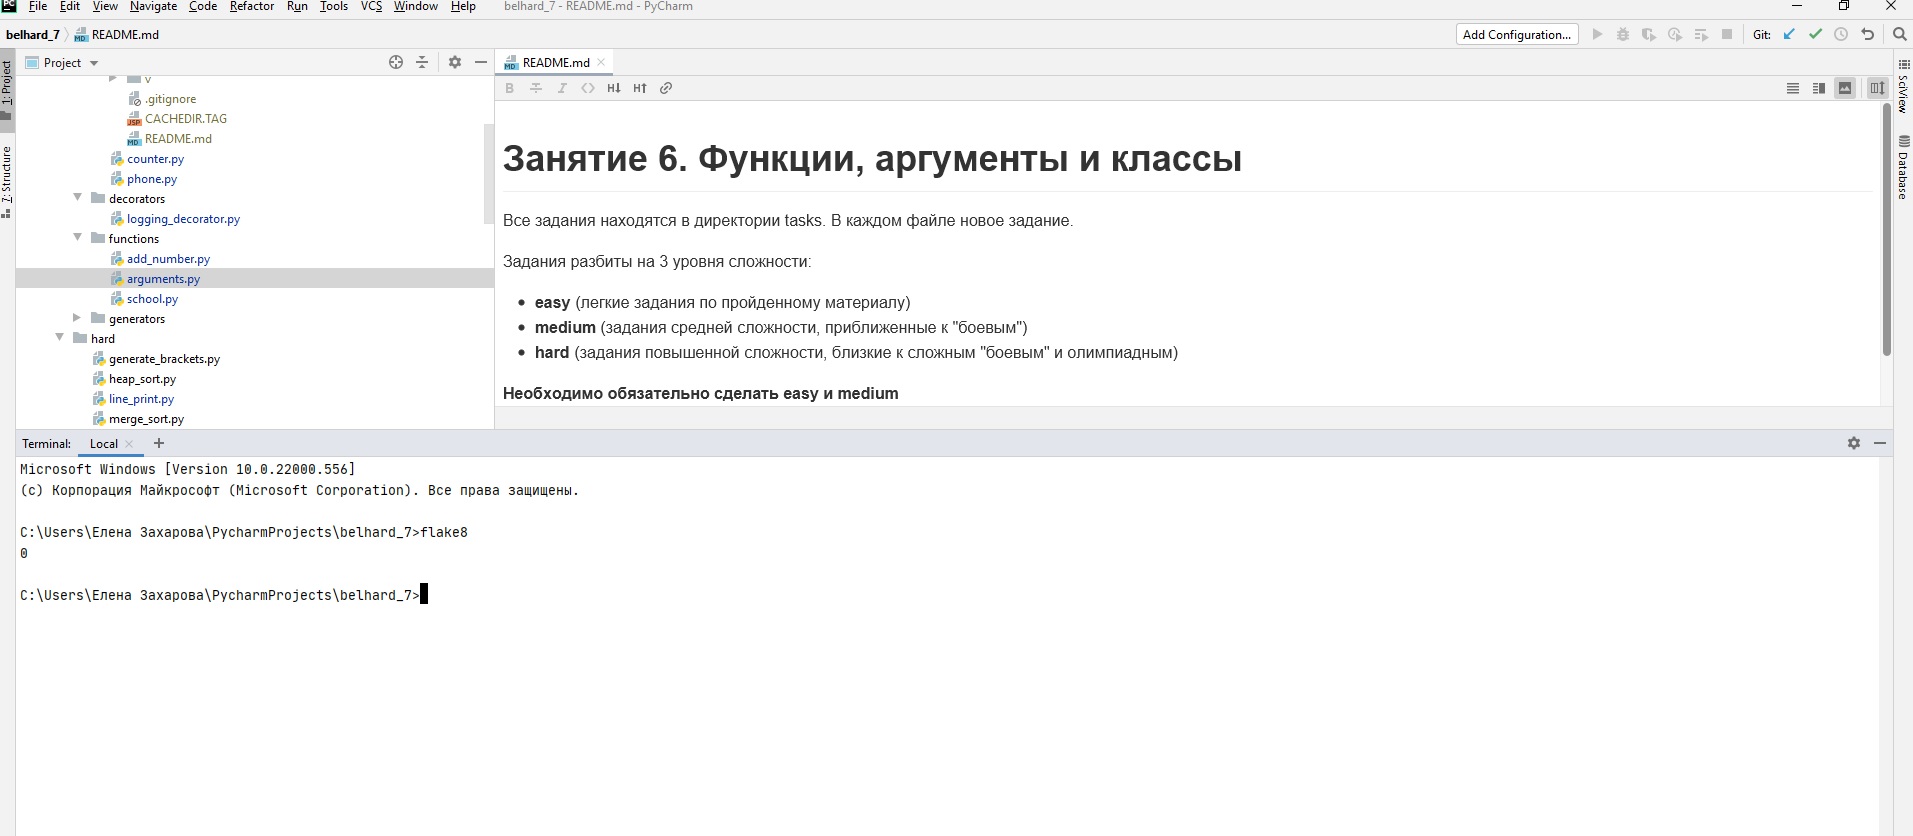 File Edit View Navigate Code Refactor Run Tools VCS Window Help belhard_7 - README.md - PyCharm
belhard_7 README.md Add Configuration... Git:
Project README.md
1: Project
7: Structure
SciView
Database
v
.gitignore
CACHEDIR.TAG
README.md
counter.py
phone.py
decorators
logging_decorator.py
functions
add_number.py
arguments.py
school.py
generators
hard
generate_brackets.py
heap_sort.py
line_print.py
merge_sort.py
Занятие 6. Функции, аргументы и классы
Все задания находятся в директории tasks. В каждом файле новое задание.
Задания разбиты на 3 уровня сложности:
• easy (легкие задания по пройденному материалу)
• medium (задания средней сложности, приближенные к "боевым")
• hard (задания повышенной сложности, близкие к сложным "боевым" и олимпиадным)
Необходимо обязательно сделать easy и medium
Terminal: Local
Microsoft Windows [Version 10.0.22000.556]
(c) Корпорация Майкрософт (Microsoft Corporation). Все права защищены.
C:\Users\Елена Захарова\PycharmProjects\belhard_7>flake8
0
C:\Users\Елена Захарова\PycharmProjects\belhard_7>